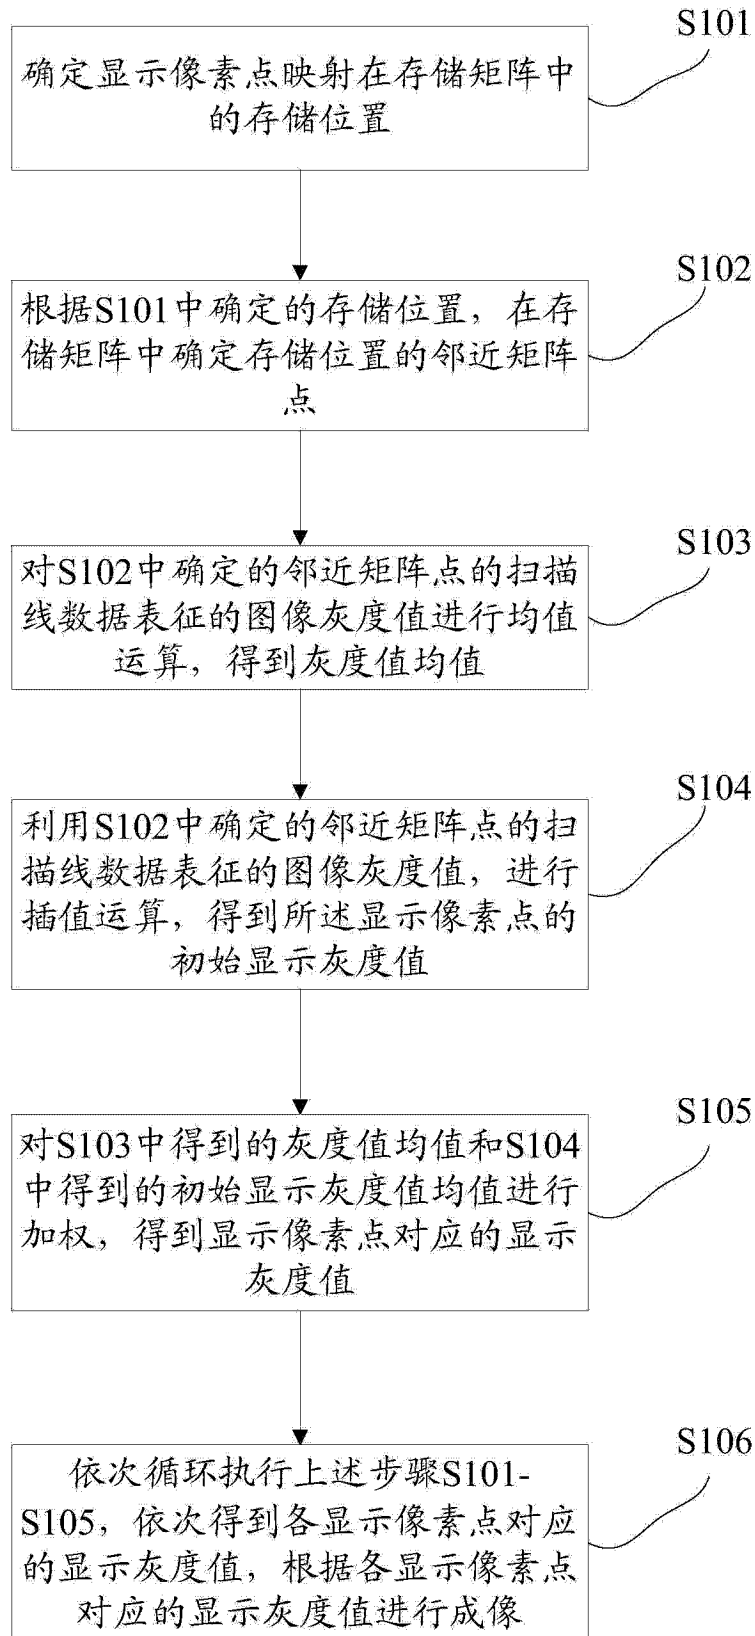 S101
确定显示像素点映射在存储矩阵中
的存储位置
S102
根据S101中确定的存储位置，在存
储矩阵中确定存储位置的邻近矩阵
点
S103
对S102中确定的邻近矩阵点的扫描
线数据表征的图像灰度值进行均值
运算，得到灰度值均值
S104
利用S102中确定的邻近矩阵点的扫
描线数据表征的图像灰度值，进行
插值运算，得到所述显示像素点的
初始显示灰度值
S105
对S103中得到的灰度值均值和S104
中得到的初始显示灰度值均值进行
加权，得到显示像素点对应的显示
灰度值
S106
依次循环执行上述步骤S101-
S105，依次得到各显示像素点对应
的显示灰度值，根据各显示像素点
对应的显示灰度值进行成像